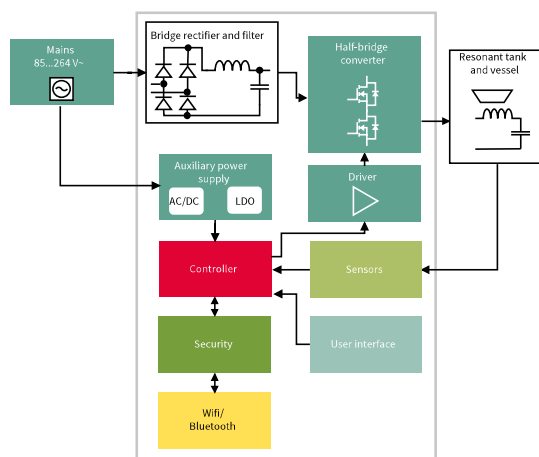 Mains
85...264 V~
Bridge rectifier and filter
Half-bridge
converter
Resonant tank
and vessel
Auxiliary power
supply
AC/DC
LDO
Driver
Controller
Sensors
Security
User interface
Wifi/
Bluetooth